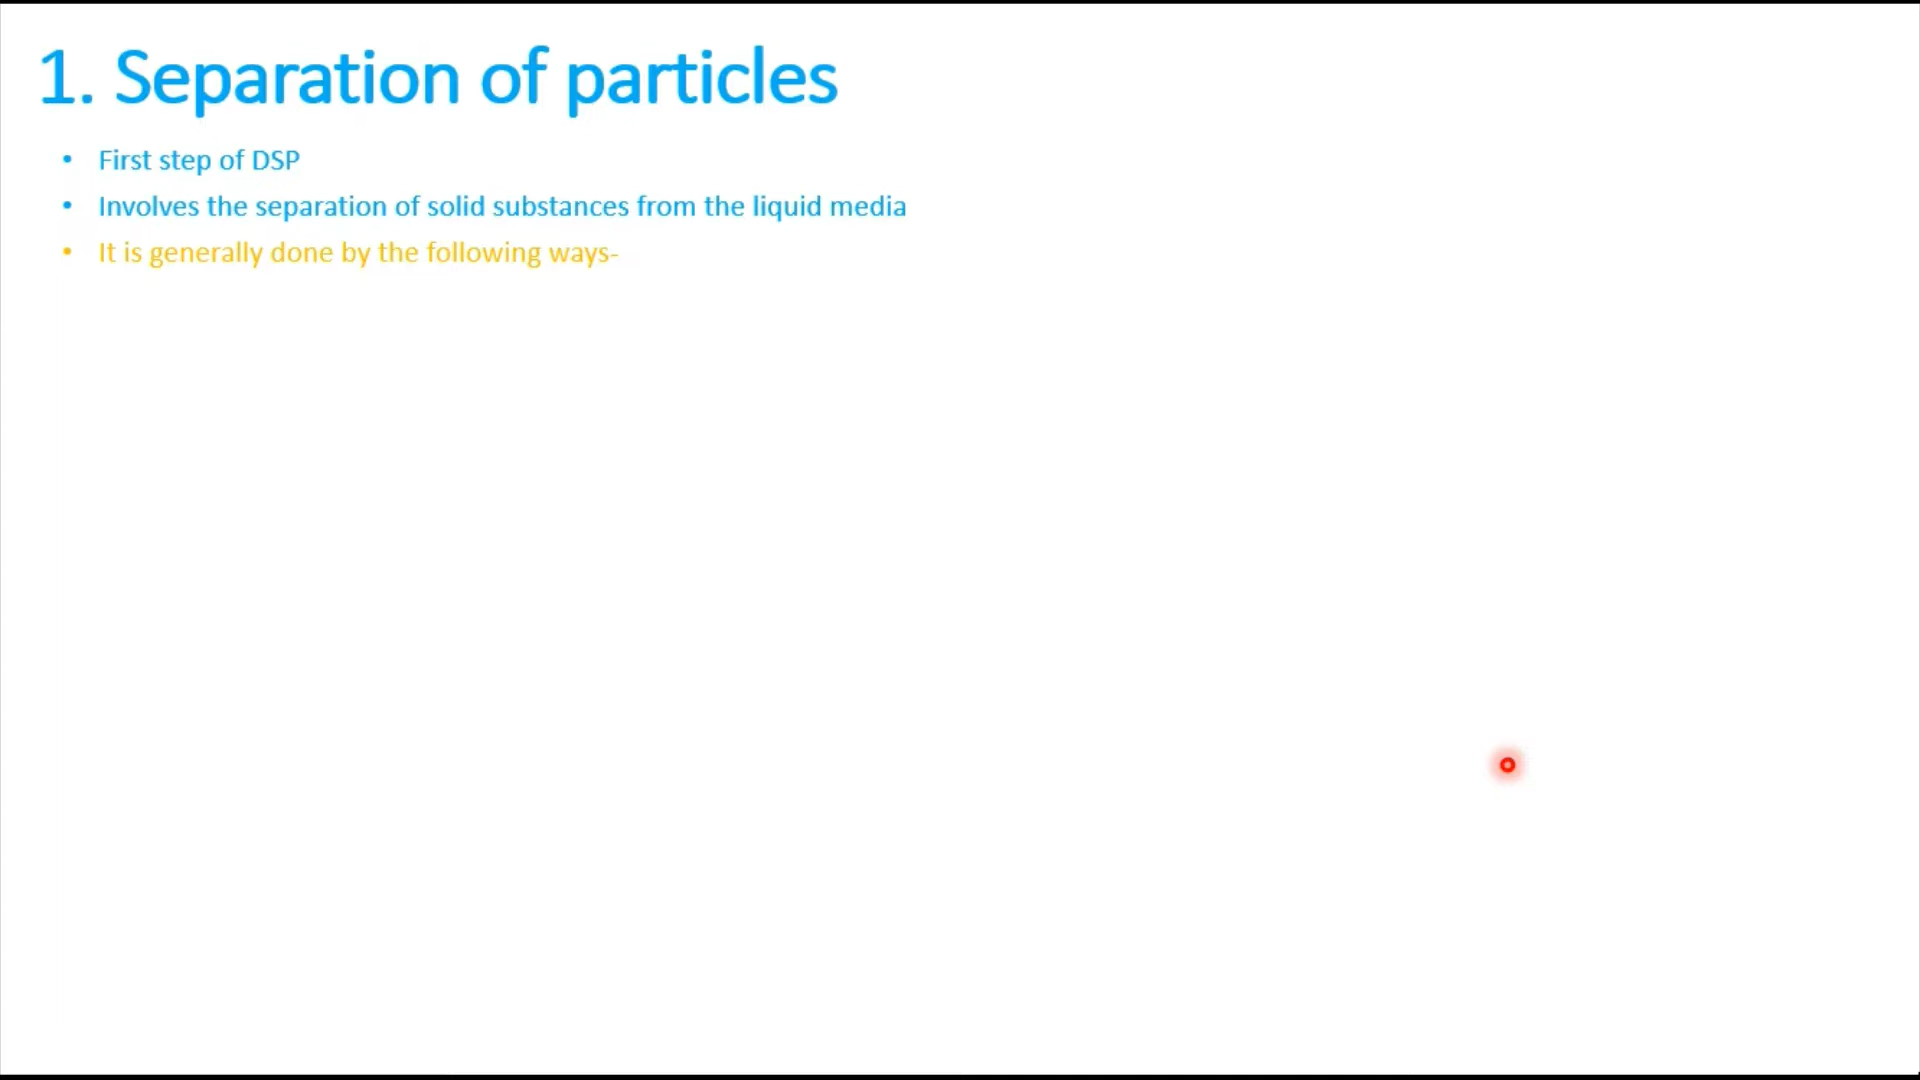 1. Separation of particles
• First step of DSP
• Involves the separation of solid substances from the liquid media
• It is generally done by the following ways-